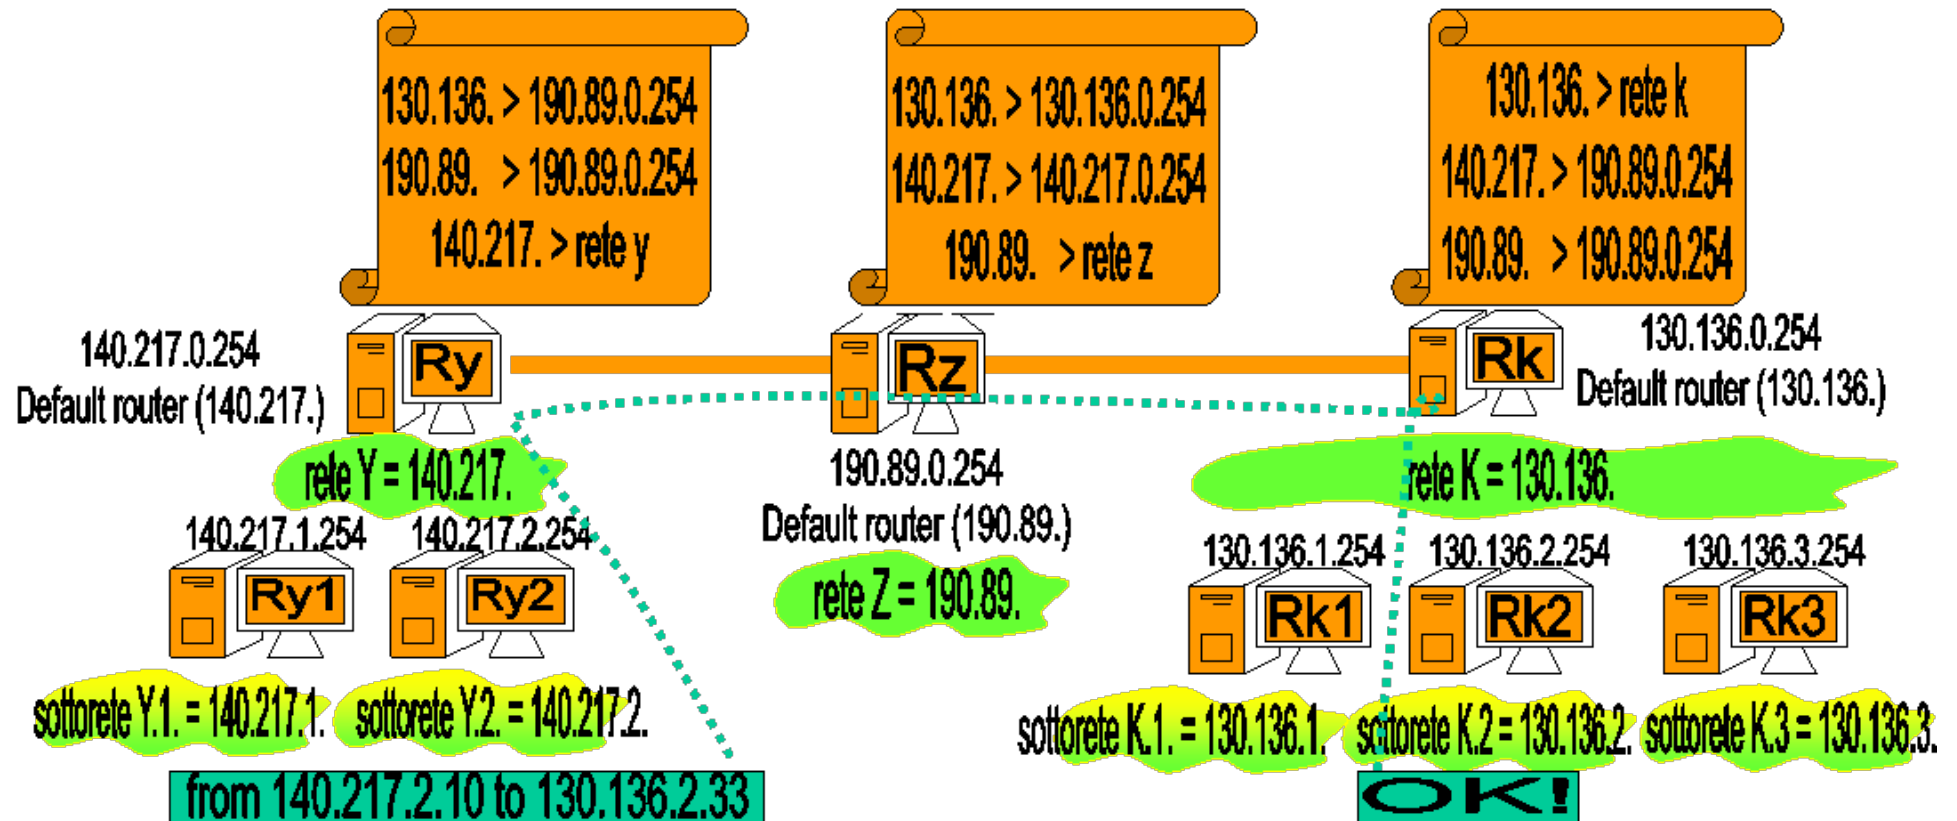 130.136. > 190.89.0.254
190.89. > 190.89.0.254
140.217. > rete y
130.136. > 130.136.0.254
140.217. > 140.217.0.254
190.89. > rete z
130.136. > rete k
140.217. > 190.89.0.254
190.89. > 190.89.0.254
140.217.0.254
Default router (140.217.)
Ry
Rz
Rk
130.136.0.254
Default router (130.136.)
rete Y = 140.217.
190.89.0.254
Default router (190.89.)
rete Z = 190.89.
rete K = 130.136.
140.217.1.254
140.217.2.254
Ry1
Ry2
130.136.1.254
130.136.2.254
130.136.3.254
Rk1
Rk2
Rk3
sottorete Y.1. = 140.217.1.
sottorete Y.2. = 140.217.2.
sottorete K.1. = 130.136.1.
sottorete K.2 = 130.136.2.
sottorete K.3 = 130.136.3.
from 140.217.2.10 to 130.136.2.33
OK!